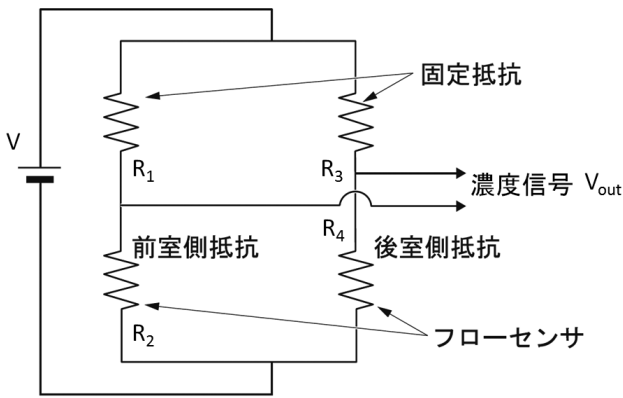 固定抵抗
V
R1
R3
濃度信号 Vout
R4
前室側抵抗
後室側抵抗
R2
フローセンサ